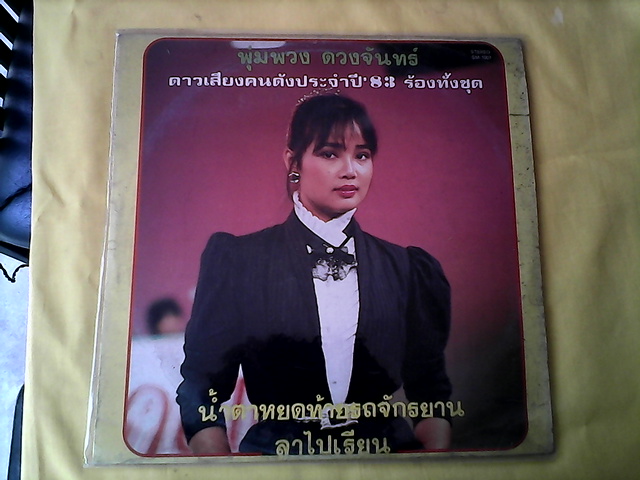 พุ่มพวง ดวงจันทร์
ดาวเสียงคนดังประจำปี'83 ร้องทั้งชุด
น้ำตาหยดท้ายรถจักรยาน
ลาไปเรียน